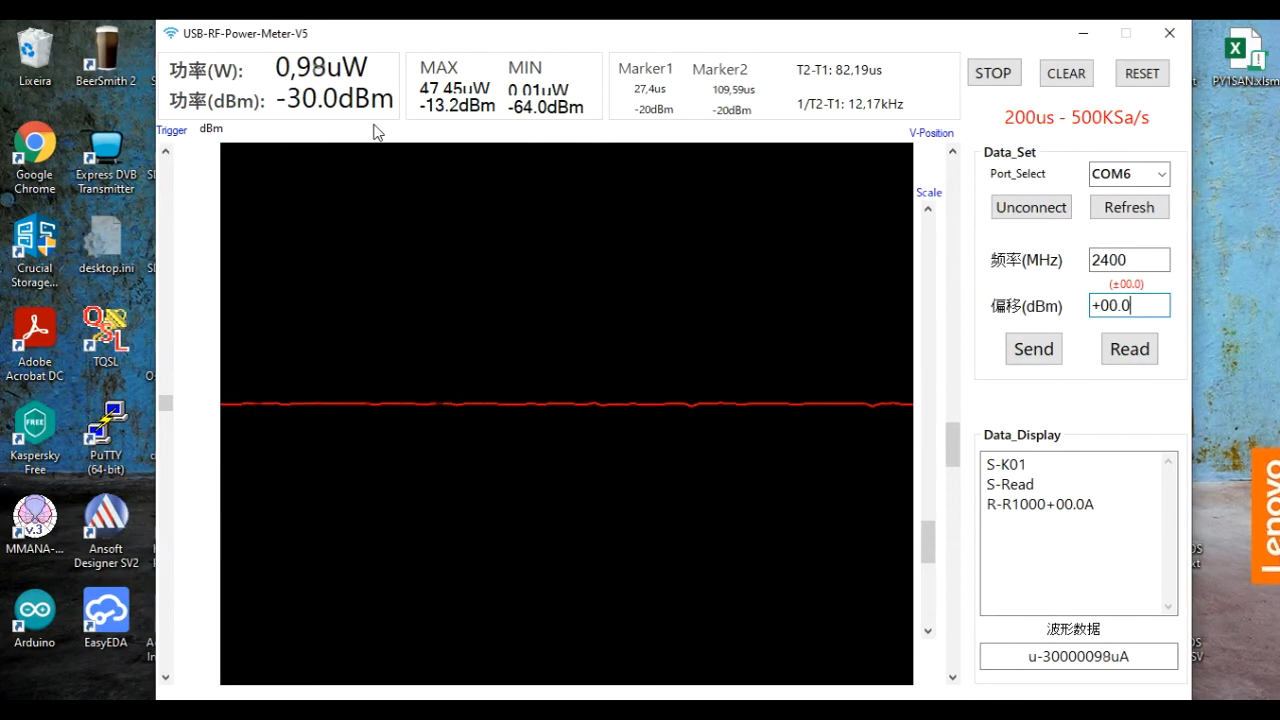 USB-RF-Power-Meter-V5
功率(W): 0,98uW
功率(dBm): -30.0dBm
MAX
47.45uW
-13.2dBm
MIN
0.01uW
-64.0dBm
Marker1
27,4us
-20dBm
Marker2
109,59us
-20dBm
T2-T1: 82,19us
1/T2-T1: 12,17kHz
STOP
CLEAR
RESET
200us - 500KSa/s
Trigger
dBm
V-Position
Scale
Data_Set
Port_Select
COM6
Unconnect
Refresh
频率(MHz)
2400
(±00.0)
偏移(dBm)
+00.0
Send
Read
Data_Display
S-K01
S-Read
R-R1000+00.0A
波形数据
u-30000098uA
Lixeira
BeerSmith 2
Google
Chrome
Express DVB
Transmitter
Crucial
Storage...
desktop.ini
Adobe
Acrobat DC
QSL
TQSL
FREE
Kaspersky
Free
PuTTY
(64-bit)
v.3
MMANA-...
Ansoft
Designer SV2
Arduino
EasyEDA
PY1SAN.xlsm
Lenovo